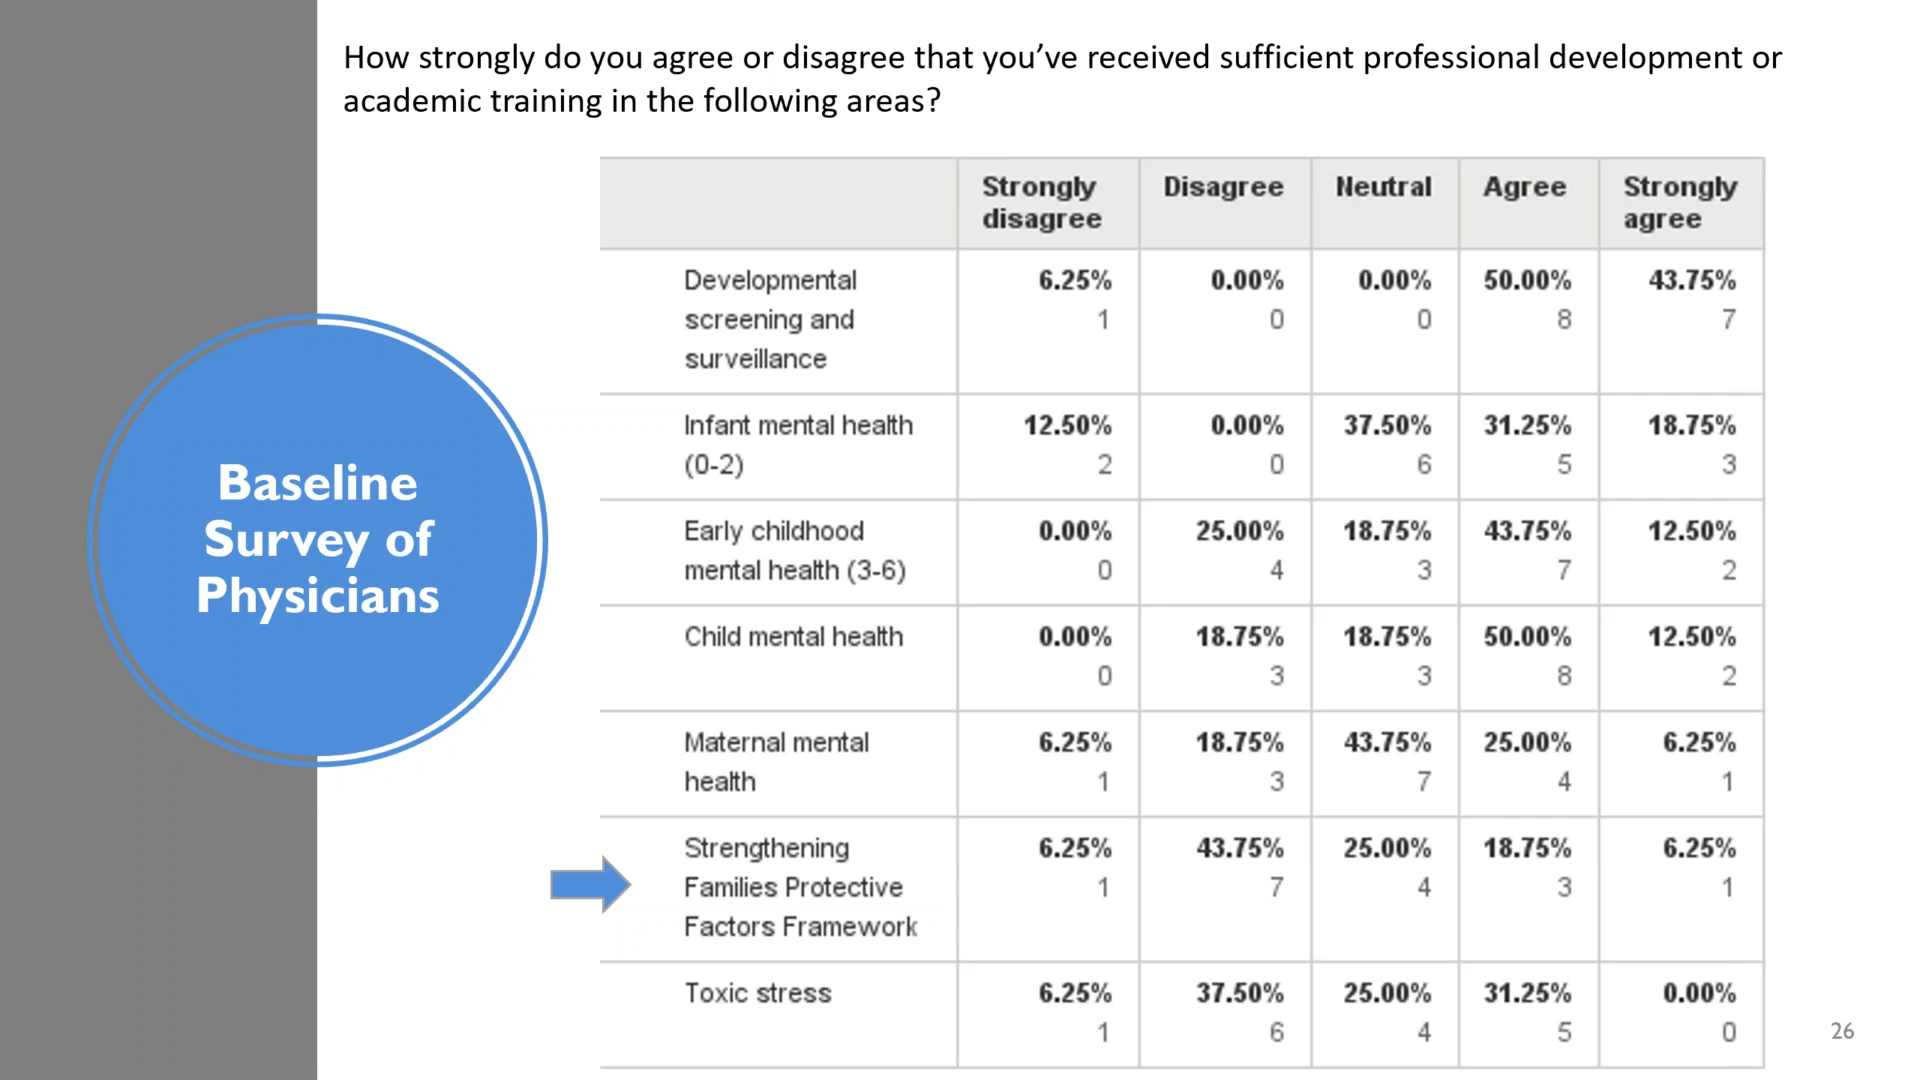 How strongly do you agree or disagree that you’ve received sufficient professional development or
academic training in the following areas?
Baseline
Survey of
Physicians
Strongly disagree Disagree Neutral Agree Strongly agree
Developmental 6.25% 0.00% 0.00% 50.00% 43.75%
screening and 1 0 0 8 7
surveillance
Infant mental health 12.50% 0.00% 37.50% 31.25% 18.75%
(0-2) 2 0 6 5 3
Early childhood 0.00% 25.00% 18.75% 43.75% 12.50%
mental health (3-6) 0 4 3 7 2
Child mental health 0.00% 18.75% 18.75% 50.00% 12.50%
0 3 3 8 2
Maternal mental 6.25% 18.75% 43.75% 25.00% 6.25%
health 1 3 7 4 1
Strengthening 6.25% 43.75% 25.00% 18.75% 6.25%
Families Protective 1 7 4 3 1
Factors Framework
Toxic stress 6.25% 37.50% 25.00% 31.25% 0.00%
1 6 4 5 0
26